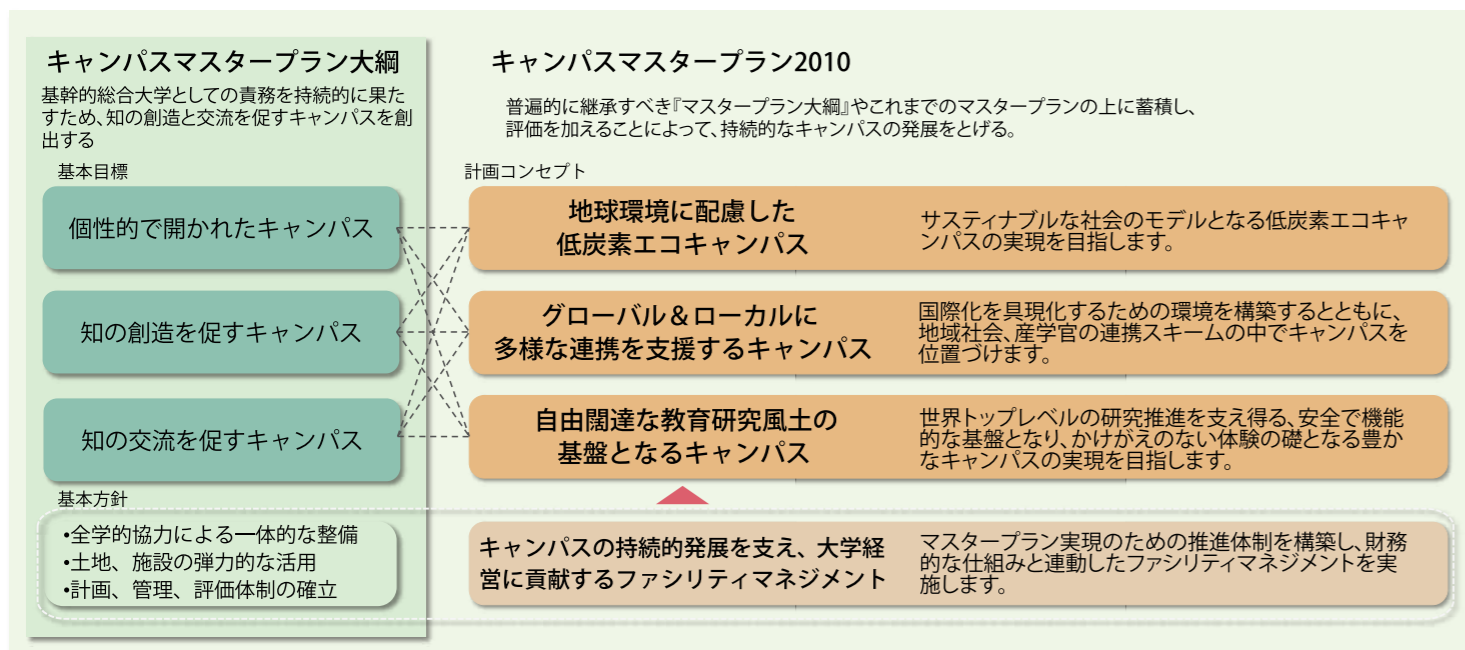 キャンパスマスタープラン大綱
基幹的総合大学としての責務を持続的に果た
すため、知の創造と交流を促すキャンパスを創
出する
基本目標
個性的で開かれたキャンパス
知の創造を促すキャンパス
知の交流を促すキャンパス
基本方針
•全学的協力による一体的な整備
•土地、施設の弾力的な活用
•計画、管理、評価体制の確立
キャンパスマスタープラン2010
普遍的に継承すべき『マスタープラン大綱』やこれまでのマスタープランの上に蓄積し、
評価を加えることによって、持続的なキャンパスの発展をとげる。
計画コンセプト
地球環境に配慮した
低炭素エコキャンパス
サスティナブルな社会のモデルとなる低炭素エコキャ
ンパスの実現を目指します。
グローバル＆ローカルに
多様な連携を支援するキャンパス
国際化を具現化するための環境を構築するとともに、
地域社会、産学官の連携スキームの中でキャンパスを
位置づけます。
自由闊達な教育研究風土の
基盤となるキャンパス
世界トップレベルの研究推進を支え得る、安全で機能
的な基盤となり、かけがえのない体験の礎となる豊か
なキャンパスの実現を目指します。
キャンパスの持続的発展を支え、大学経
営に貢献するファシリティマネジメント
マスタープラン実現のための推進体制を構築し、財務
的な仕組みと連動したファシリティマネジメントを実
施します。